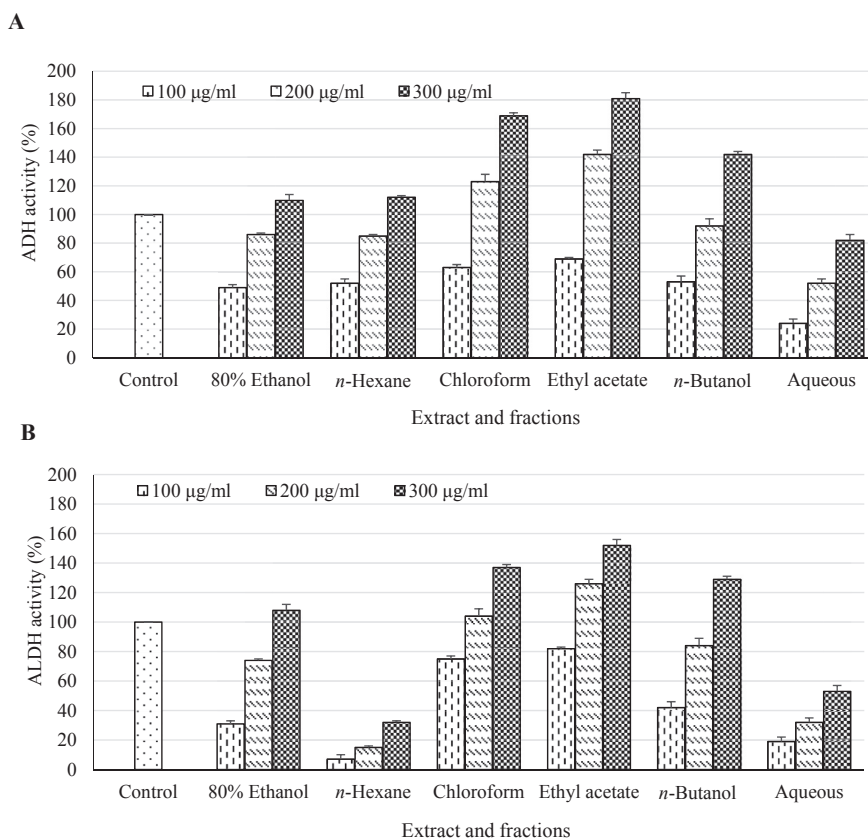 A
200
180
160
140
120
100
80
60
40
20
0
ADH activity (%)
100 µg/ml 200 µg/ml 300 µg/ml
Control 80% Ethanol n-Hexane Chloroform Ethyl acetate n-Butanol Aqueous
Extract and fractions
B
200
180
160
140
120
100
80
60
40
20
0
ALDH activity (%)
100 µg/ml 200 µg/ml 300 µg/ml
Control 80% Ethanol n-Hexane Chloroform Ethyl acetate n-Butanol Aqueous
Extract and fractions